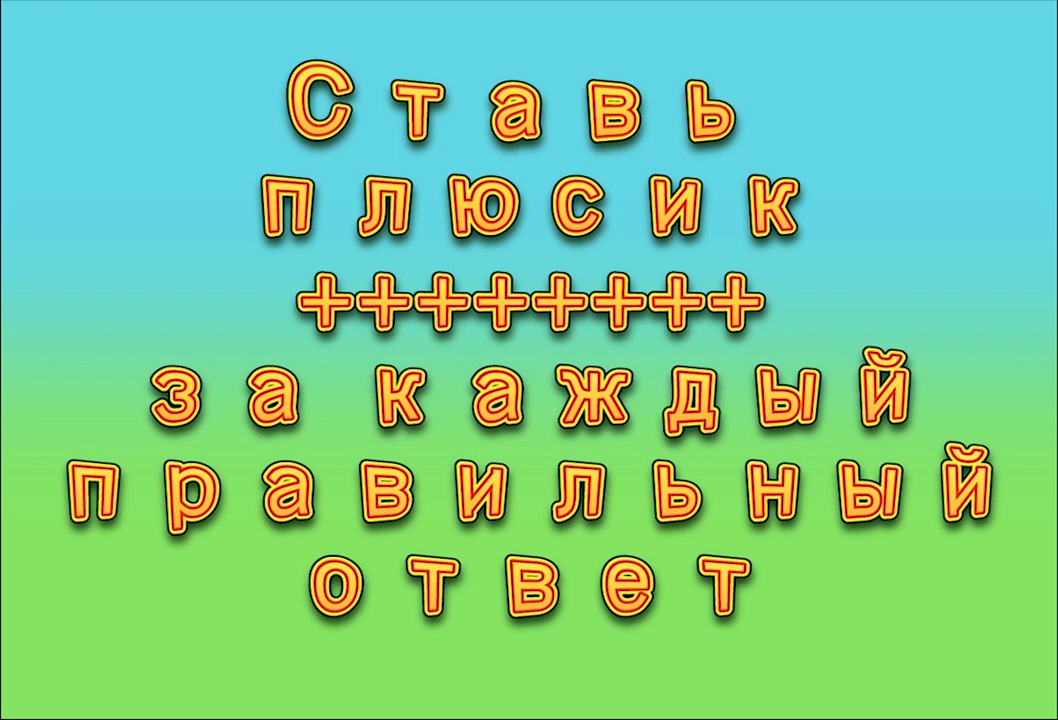 Ставь
плюсик
++++++++
за каждый
правильный
ответ